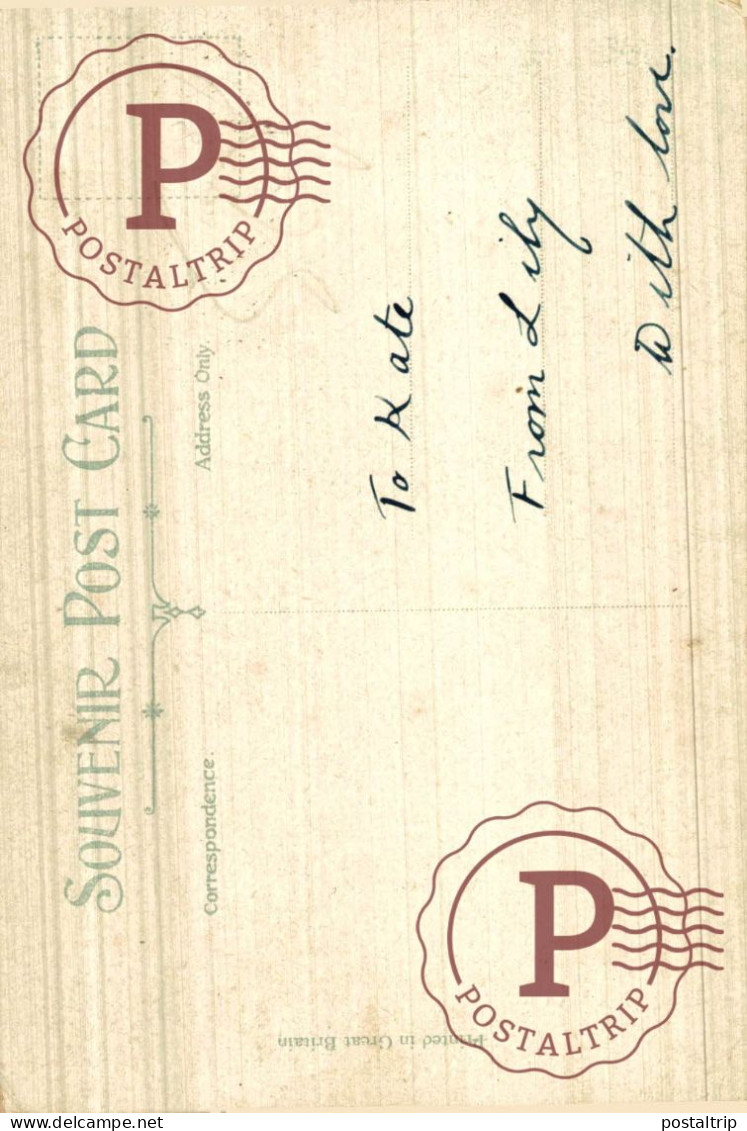 SOUVENIR POST CARD
Correspondence.
Address Only.
To Kate
From Lily
With love.
Printed in Great Britain
P
POSTALTRIP
P
POSTALTRIP
delcampe.net
postaltrip